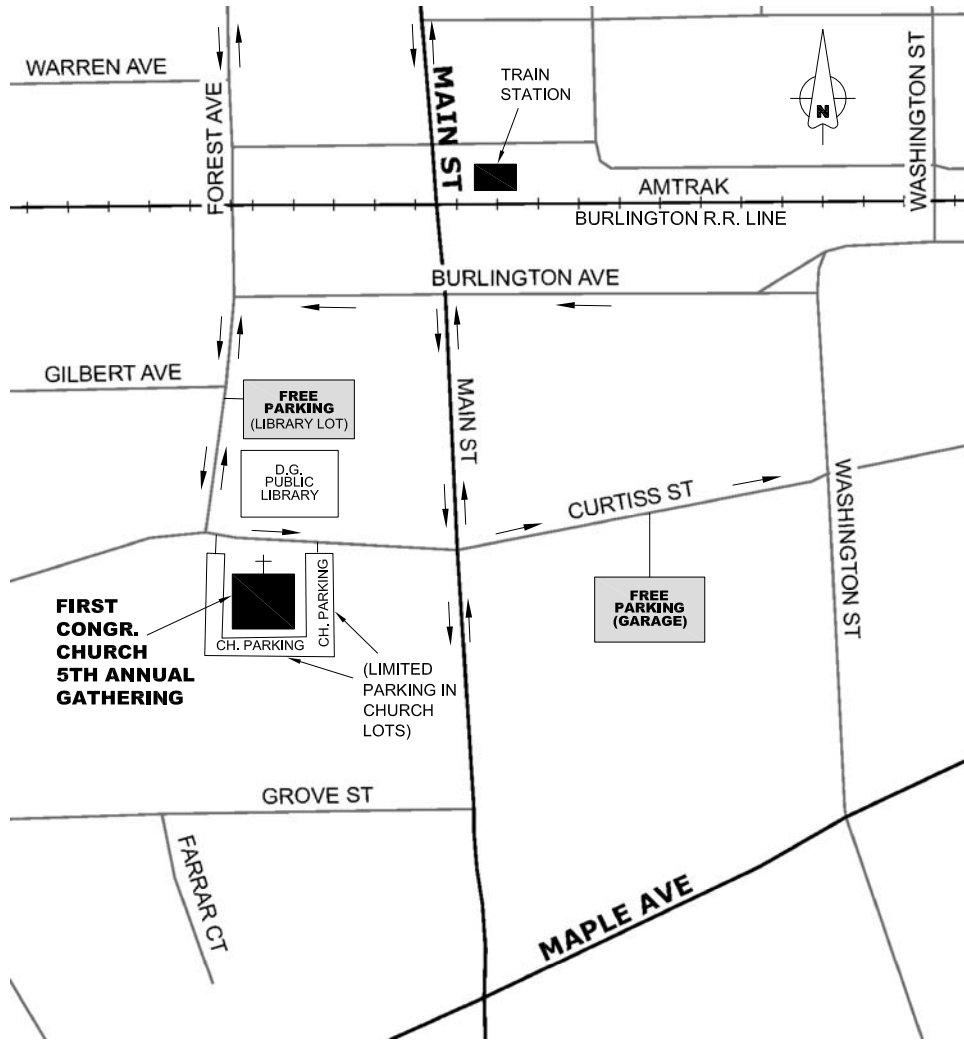 WARREN AVE
FOREST AVE
MAIN ST
TRAIN
STATION
N
WASHINGTON ST
AMTRAK
BURLINGTON R.R. LINE
BURLINGTON AVE
GILBERT AVE
FREE
PARKING
(LIBRARY LOT)
D.G.
PUBLIC
LIBRARY
MAIN ST
CURTISS ST
WASHINGTON ST
FREE
PARKING
(GARAGE)
FIRST
CONGR.
CHURCH
5TH ANNUAL
GATHERING
CH. PARKING
CH. PARKING
(LIMITED
PARKING IN
CHURCH
LOTS)
GROVE ST
FARRAR CT
MAPLE AVE